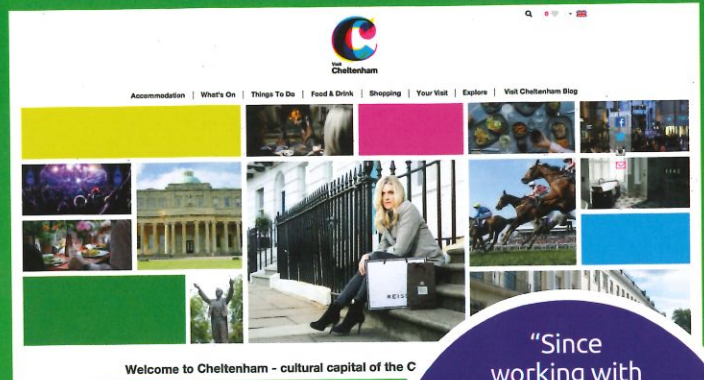 0
Visit
Cheltenham
Accommodation | What's On | Things To Do | Food & Drink | Shopping | Your Visit | Explore | Visit Cheltenham Blog
REISS
Welcome to Cheltenham - cultural capital of the C
"Since
working with